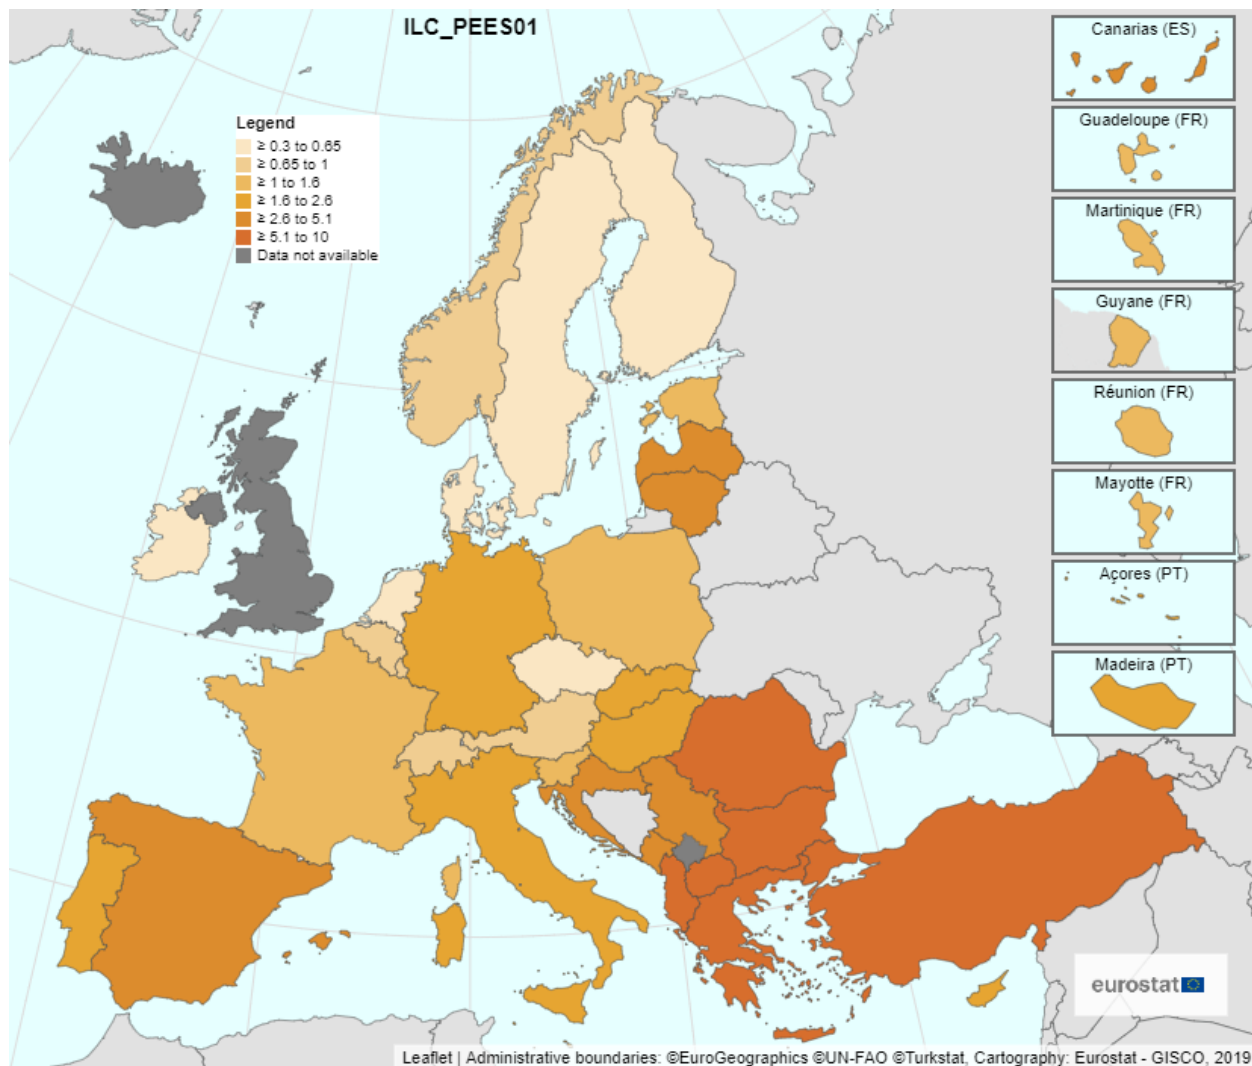 ILC_PEES01
Legend
≥ 0.3 to 0.65
≥ 0.65 to 1
≥ 1 to 1.6
≥ 1.6 to 2.6
≥ 2.6 to 5.1
≥ 5.1 to 10
Data not available
Canarias (ES)
Guadeloupe (FR)
Martinique (FR)
Guyane (FR)
Réunion (FR)
Mayotte (FR)
Açores (PT)
Madeira (PT)
eurostat
Leaflet | Administrative boundaries: ©EuroGeographics ©UN-FAO ©Turkstat, Cartography: Eurostat - GISCO, 2019